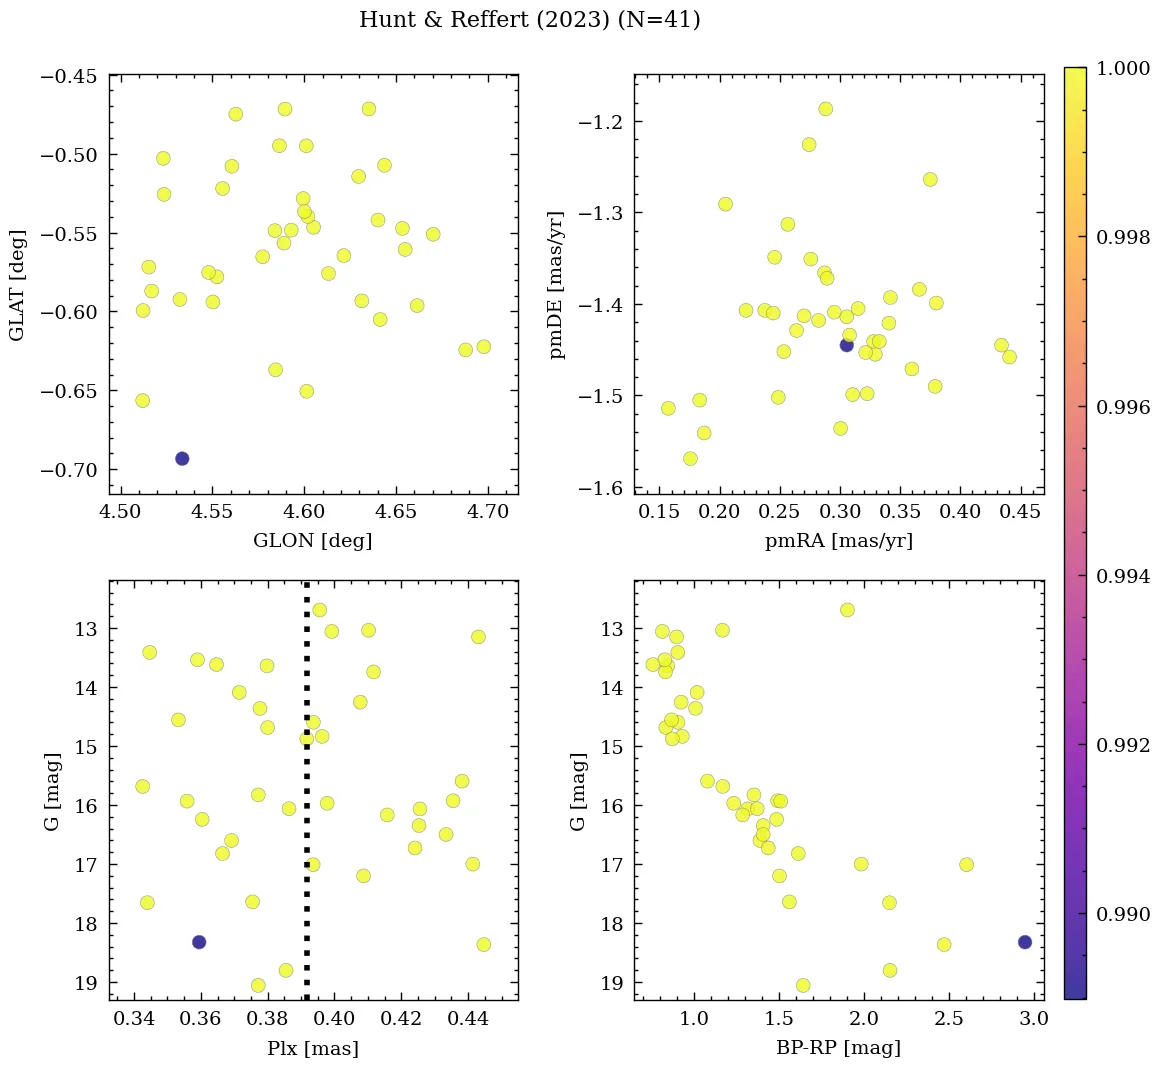 Hunt & Reffert (2023) (N=41)
−0.45
−0.50
−0.55
−0.60
−0.65
−0.70
GLAT [deg]
4.50 4.55 4.60 4.65 4.70
GLON [deg]
−1.2
−1.3
−1.4
−1.5
−1.6
pmDE [mas/yr]
0.15 0.20 0.25 0.30 0.35 0.40 0.45
pmRA [mas/yr]
13
14
15
16
17
18
19
G [mag]
0.34 0.36 0.38 0.40 0.42 0.44
Plx [mas]
13
14
15
16
17
18
19
G [mag]
1.0 1.5 2.0 2.5 3.0
BP-RP [mag]
1.000
0.998
0.996
0.994
0.992
0.990